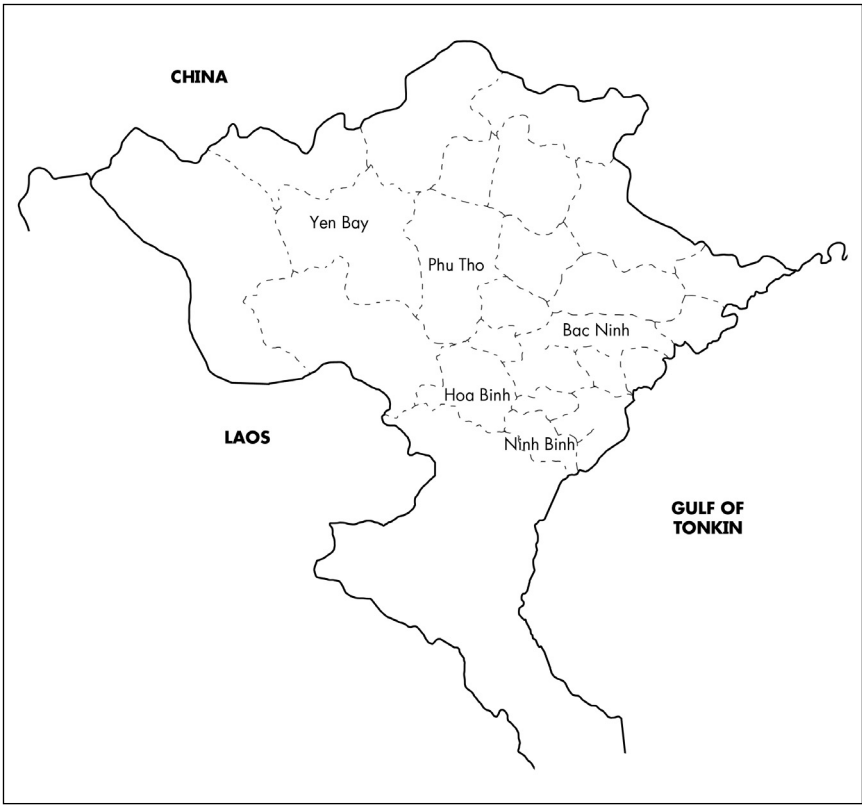 CHINA
Yen Bay
Phu Tho
Bac Ninh
Hoa Binh
LAOS
Ninh Binh
GULF OF
TONKIN